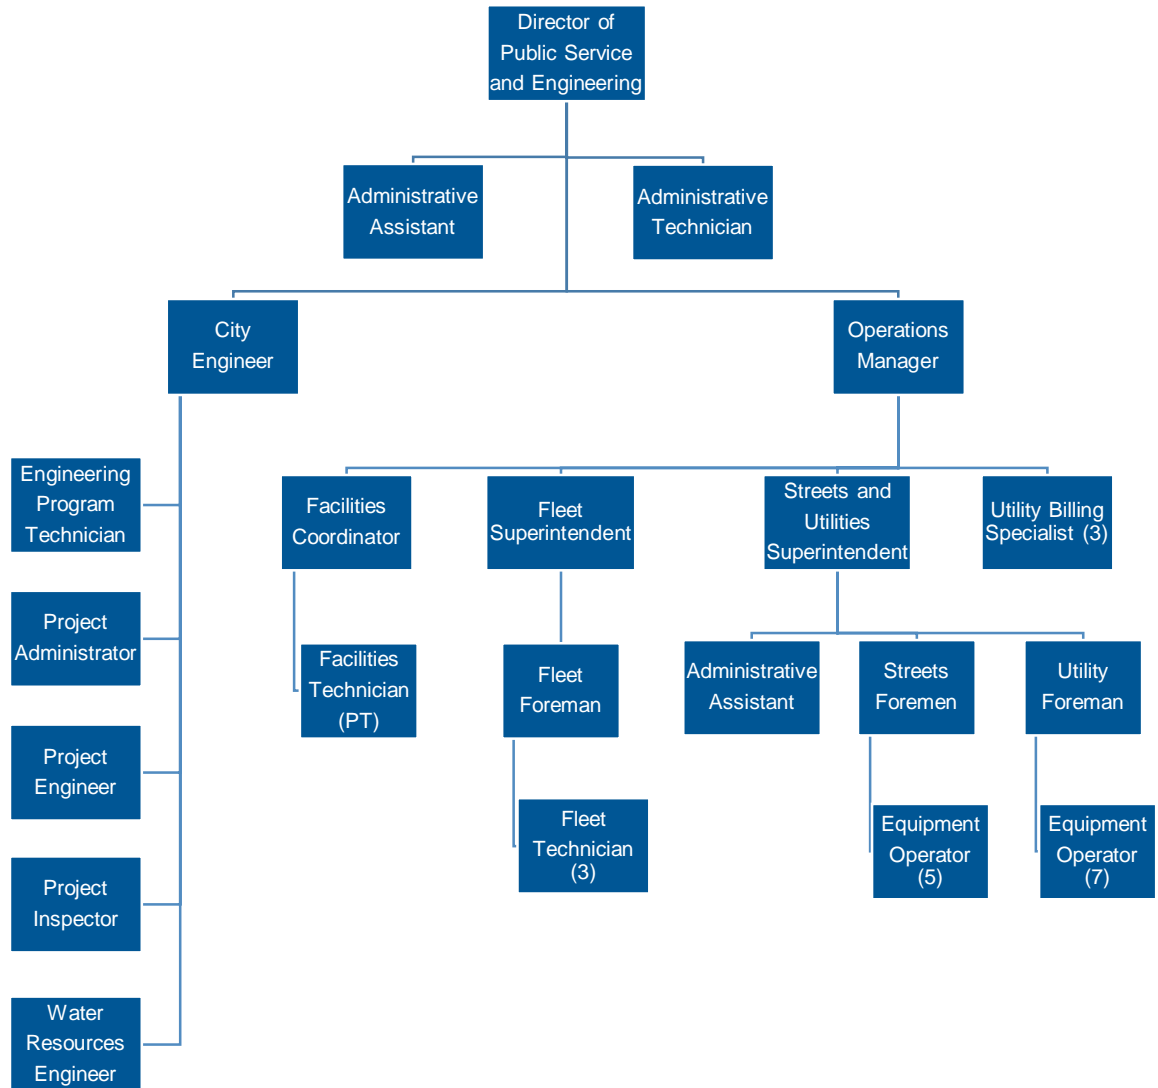 Director of
Public Service
and Engineering
Administrative
Assistant
Administrative
Technician
City
Engineer
Operations
Manager
Engineering
Program
Technician
Project
Administrator
Project
Engineer
Project
Inspector
Water
Resources
Engineer
Facilities
Coordinator
Facilities
Technician
(PT)
Fleet
Superintendent
Fleet
Foreman
Fleet
Technician
(3)
Streets and
Utilities
Superintendent
Administrative
Assistant
Streets
Foremen
Equipment
Operator
(5)
Utility
Foreman
Equipment
Operator
(7)
Utility Billing
Specialist (3)